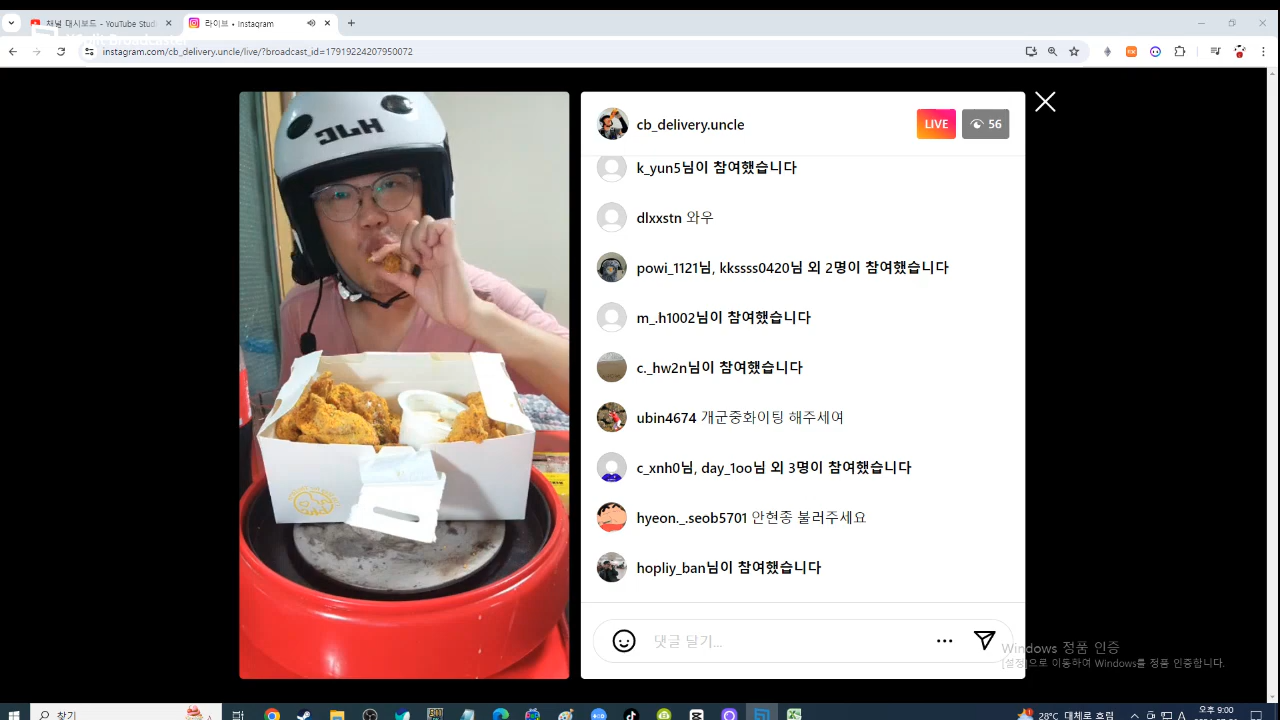 채널 대시보드 - YouTube Stud
라이브 • Instagram
instagram.com/cb_delivery.uncle/live/?broadcast_id=17919224207950072
HJC
cb_delivery.uncle
LIVE
56
k_yun5님이 참여했습니다
dlxxstn 와우
powi_1121님, kkssss0420님 외 2명이 참여했습니다
m_.h1002님이 참여했습니다
c._hw2n님이 참여했습니다
ubin4674 개군중화이팅 해주세여
c_xnh0님, day_1oo님 외 3명이 참여했습니다
hyeon._.seob5701 안현종 불러주세요
hopliy_ban님이 참여했습니다
댓글 달기...
Windows 정품 인증
[설정]으로 이동하여 Windows를 정품 인증합니다.
찾기
28°C 대체로 흐림
A
오후 9:00